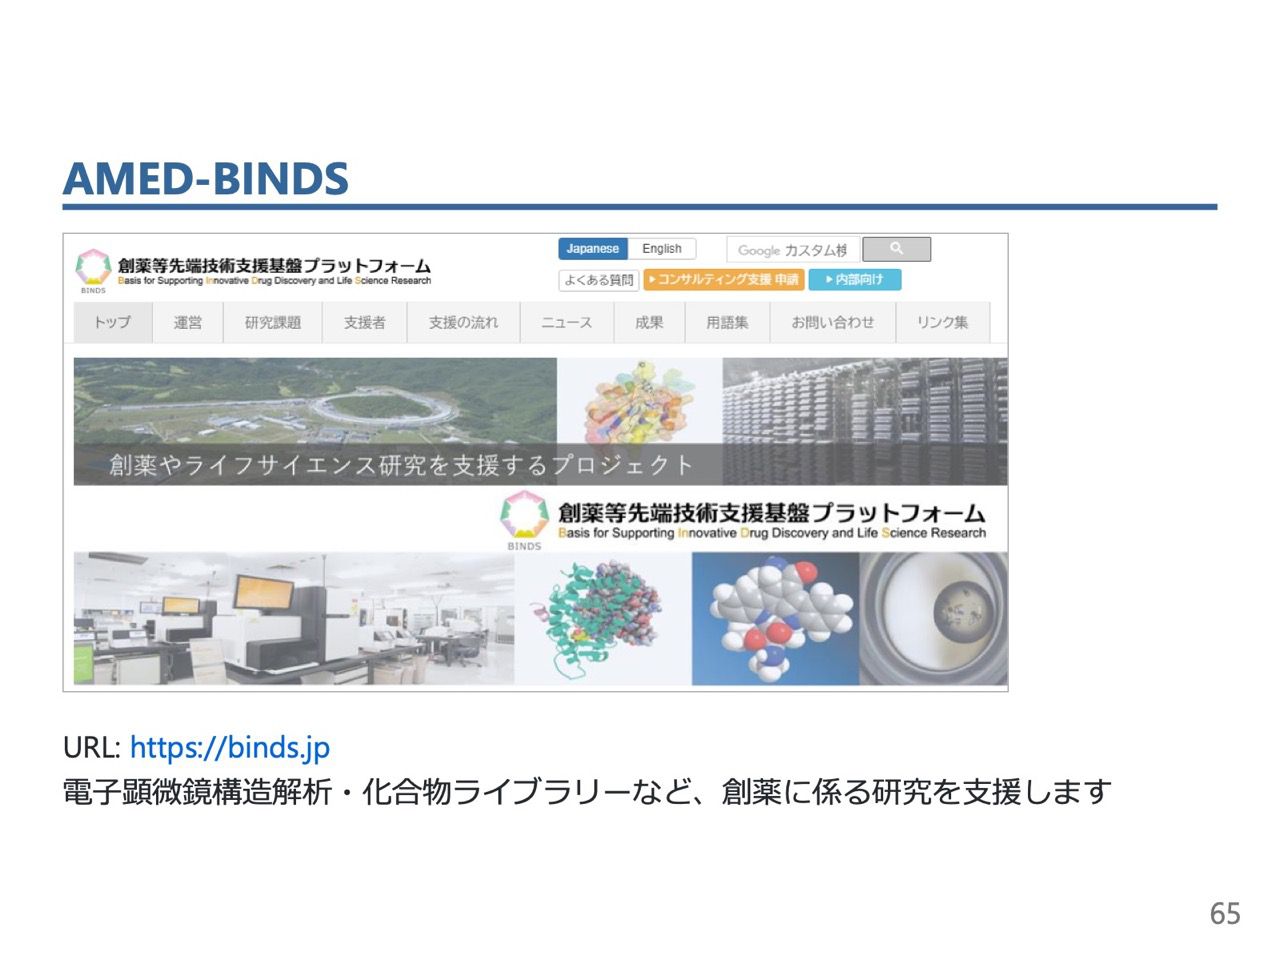 AMED-BINDS
BINDS
創薬等先端技術支援基盤プラットフォーム
Basis for Supporting Innovative Drug Discovery and Life Science Research
Japanese English
Google カスタム検
よくある質問 コンサルティング支援 申請 内部向け
トップ 運営 研究課題 支援者 支援の流れ ニュース 成果 用語集 お問い合わせ リンク集
創薬やライフサイエンス研究を支援するプロジェクト
BINDS
創薬等先端技術支援基盤プラットフォーム
Basis for Supporting Innovative Drug Discovery and Life Science Research
URL: https://binds.jp
電子顕微鏡構造解析・化合物ライブラリーなど、創薬に係る研究を支援します
65